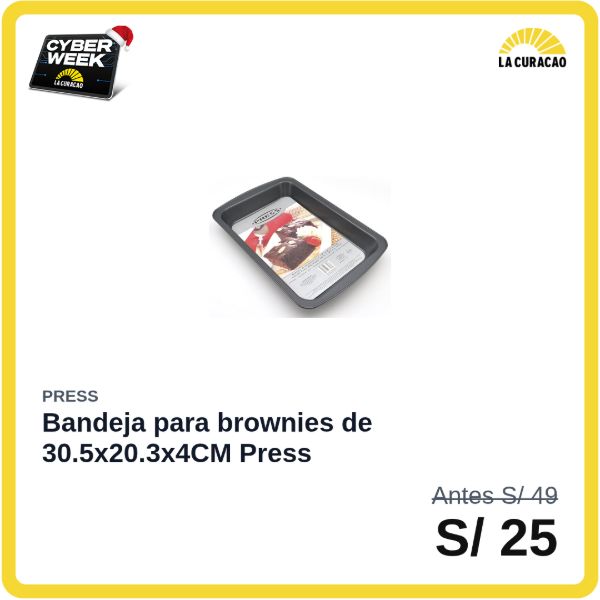 CYBER
WEEK
LA CURACAO
LA CURACAO
PRESS
Bandeja para brownies de
30.5x20.3x4CM Press
Antes S/ 49
S/ 25